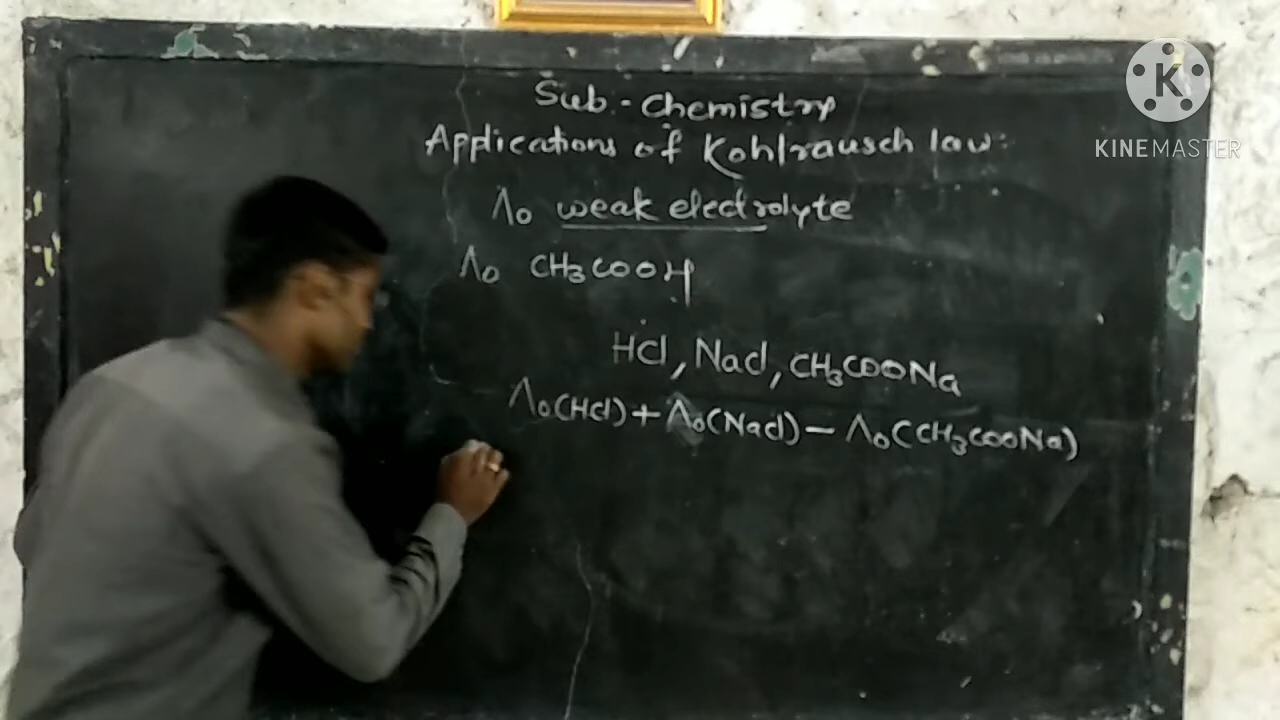 Sub.- Chemistry
Applications of Kohlrausch law:
Λo weak electrolyte
Λo CH3COOH
HCl, NaCl, CH3COONa
Λo(HCl) + Λo(NaCl) - Λo(CH3COONa)
K
KINEMASTER